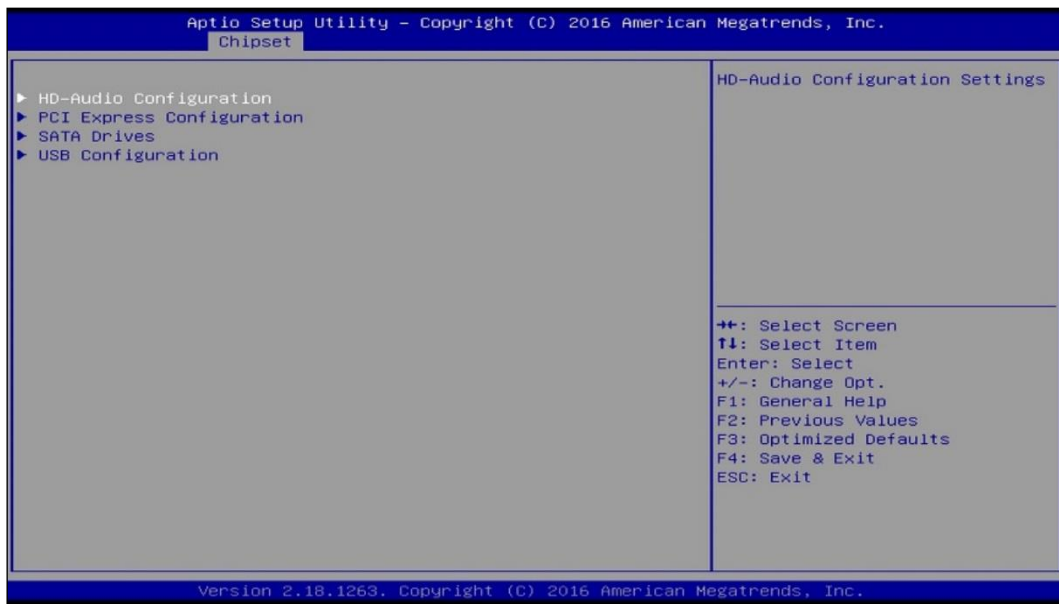 Aptio Setup Utility – Copyright (C) 2016 American Megatrends, Inc.
Chipset
► HD-Audio Configuration
► PCI Express Configuration
► SATA Drives
► USB Configuration
HD-Audio Configuration Settings
→←: Select Screen
↑↓: Select Item
Enter: Select
+/-: Change Opt.
F1: General Help
F2: Previous Values
F3: Optimized Defaults
F4: Save & Exit
ESC: Exit
Version 2.18.1263. Copyright (C) 2016 American Megatrends, Inc.